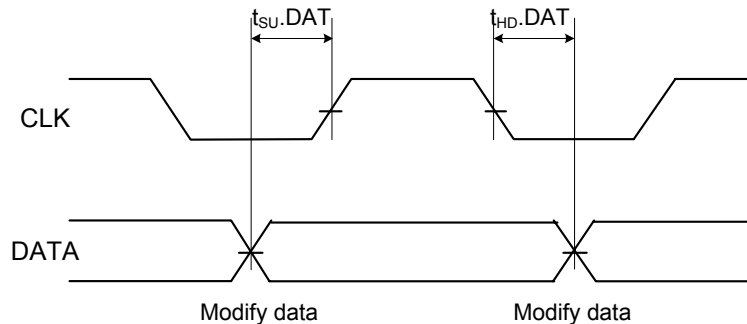 tSU.DAT tHD.DAT
CLK
DATA
Modify data Modify data